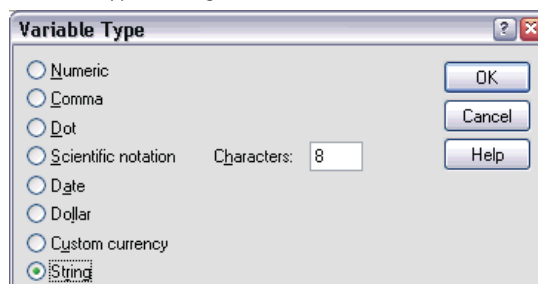 Variable Type
Numeric
Comma
Dot
Scientific notation
Date
Dollar
Custom currency
String
Characters: 8
OK
Cancel
Help